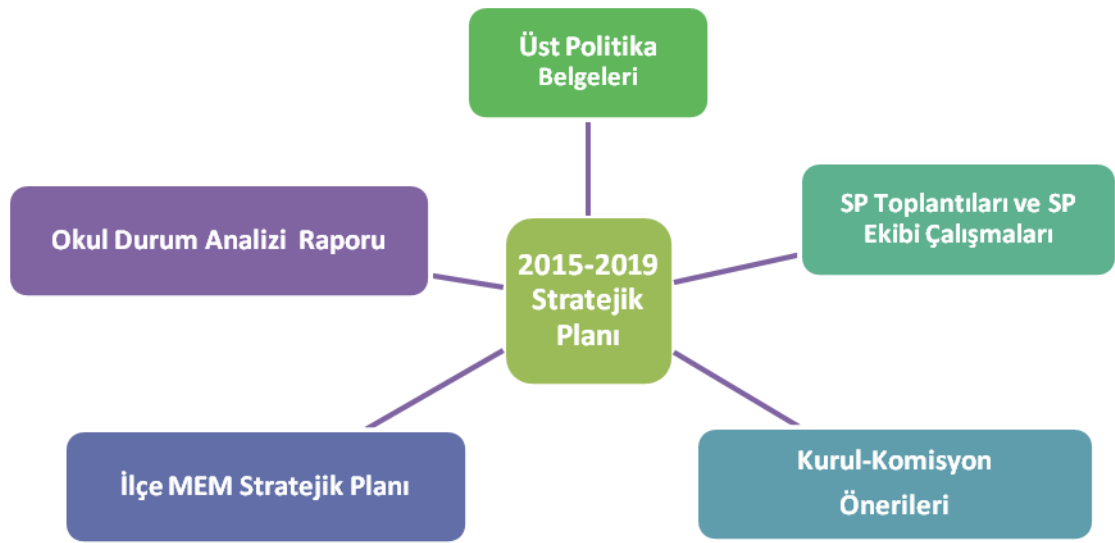 Üst Politika
Belgeleri
SP Toplantıları ve SP
Ekibi Çalışmaları
Okul Durum Analizi Raporu
2015-2019
Stratejik
Planı
İlçe MEM Stratejik Planı
Kurul-Komisyon
Önerileri